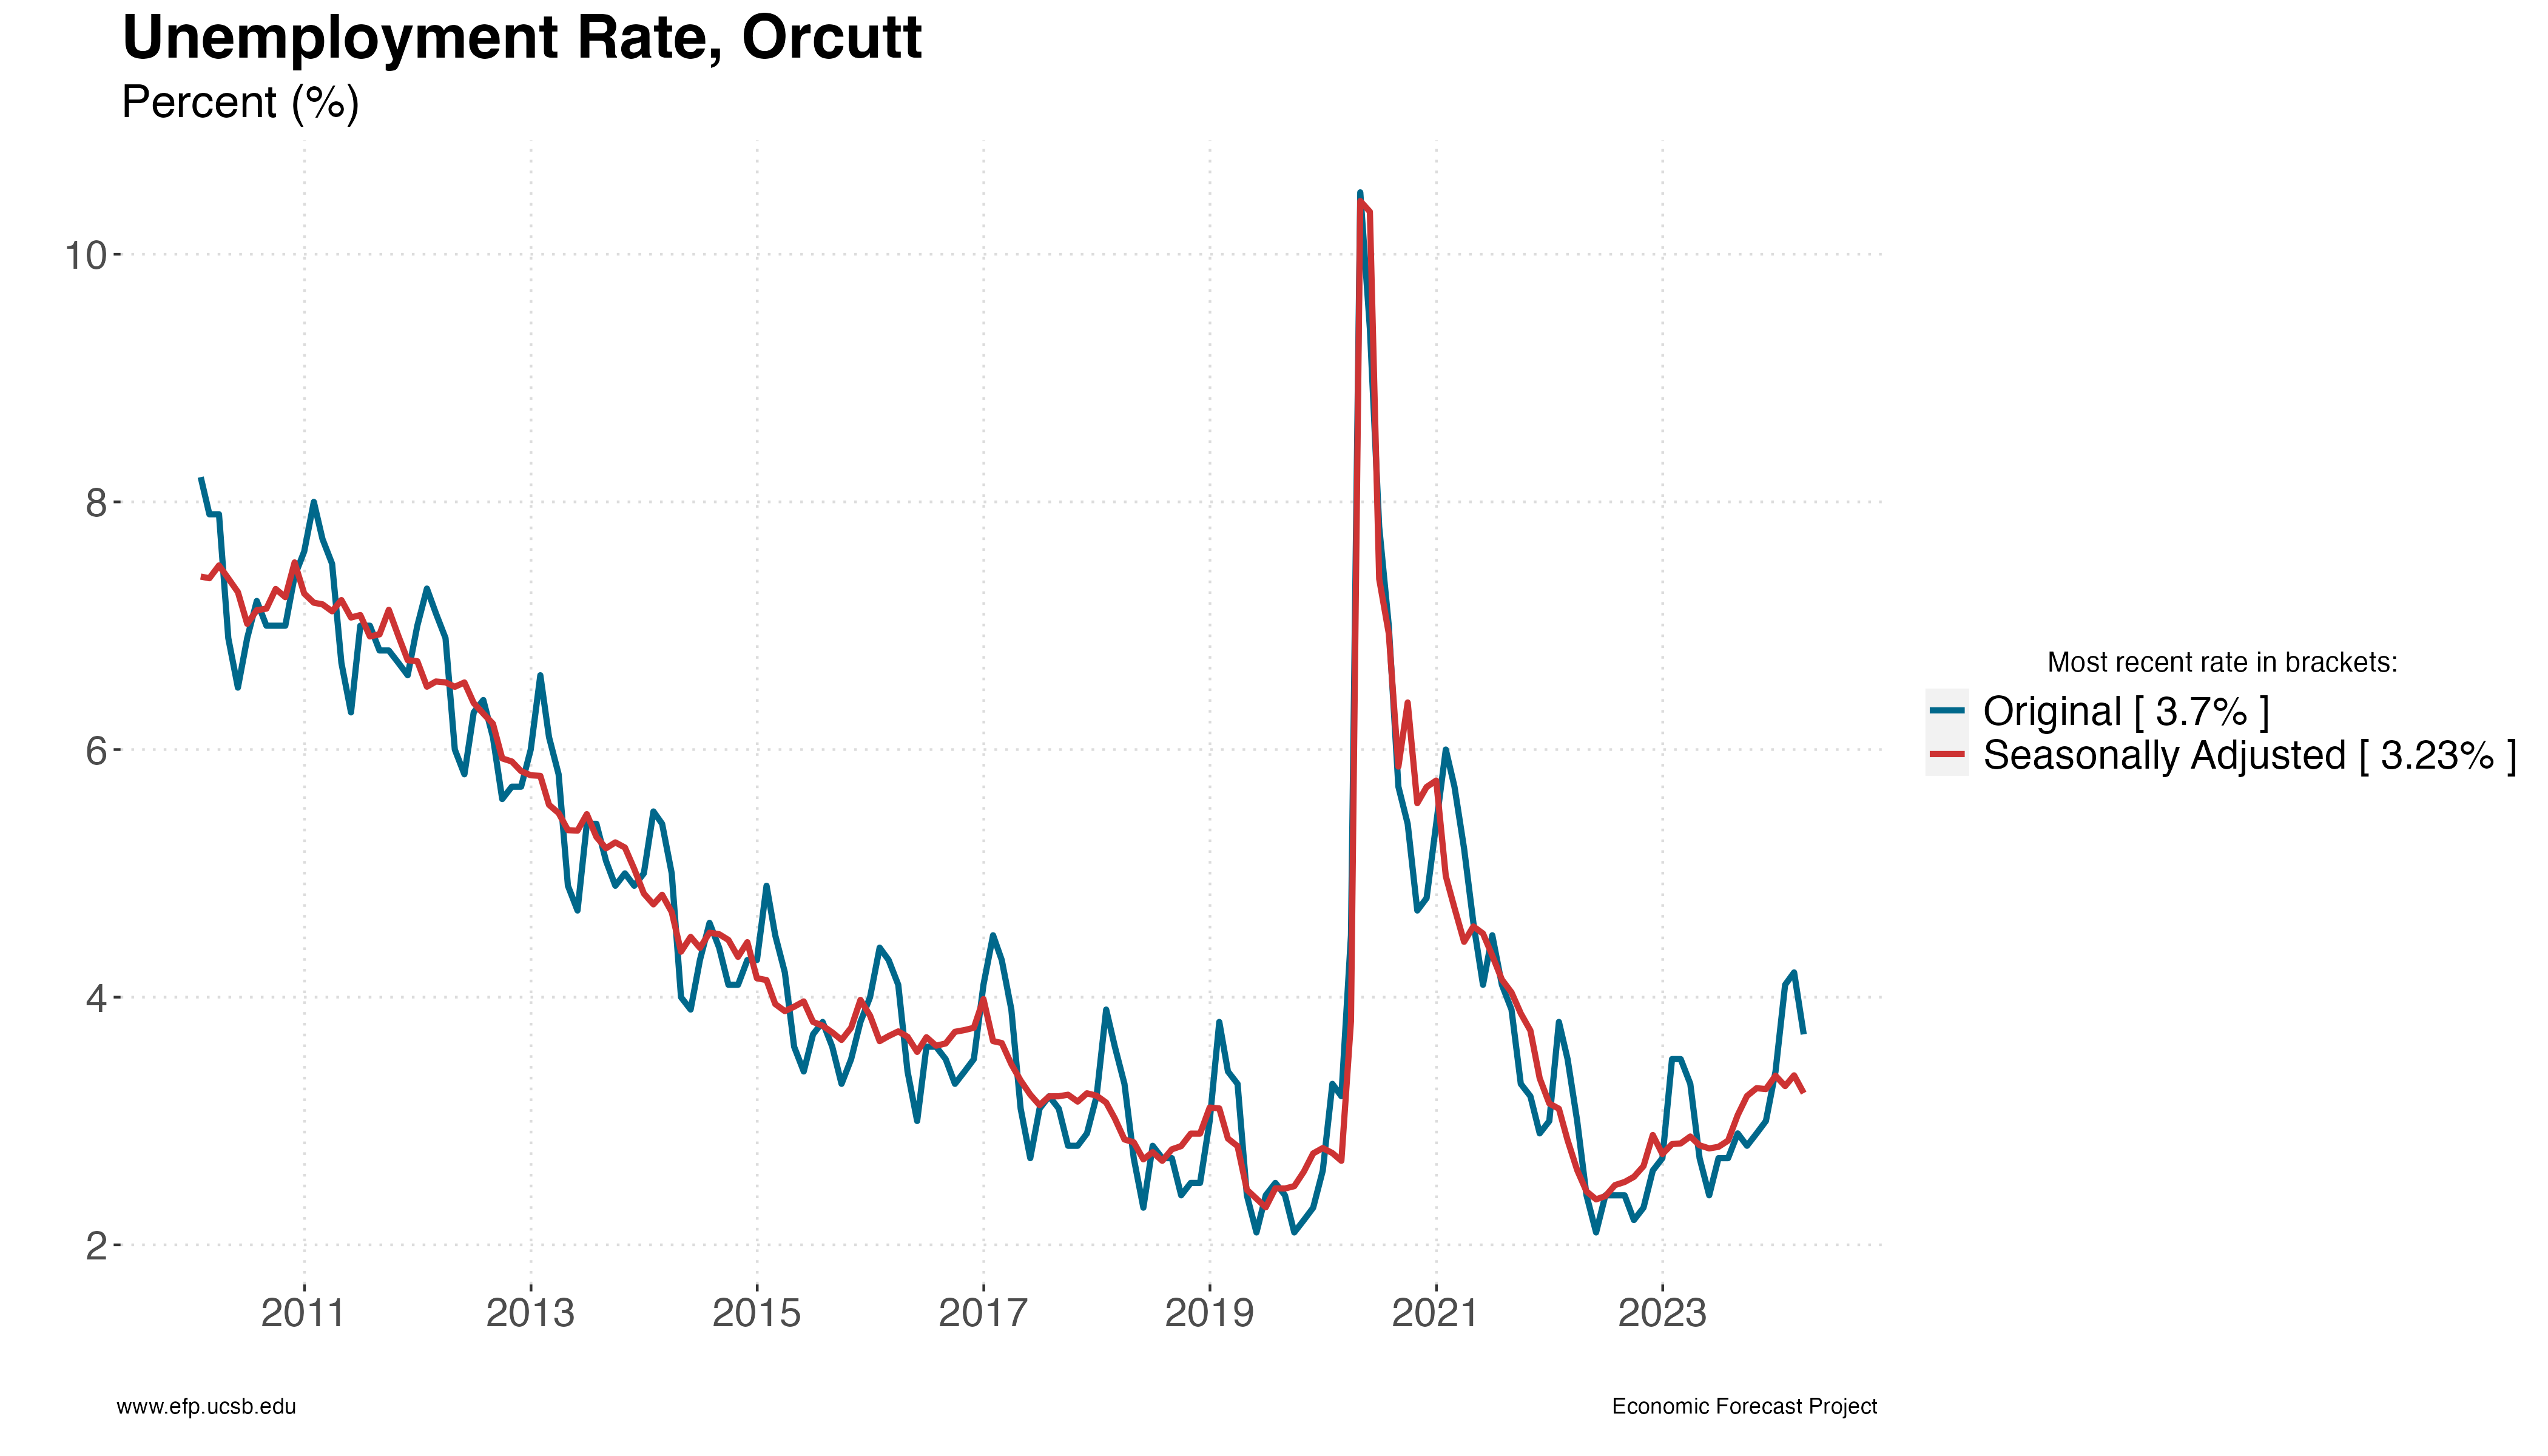 Unemployment Rate, Orcutt
Percent (%)
10
8
6
4
2
2011 2013 2015 2017 2019 2021 2023
Most recent rate in brackets:
Original [ 3.7% ]
Seasonally Adjusted [ 3.23% ]
www.efp.ucsb.edu
Economic Forecast Project